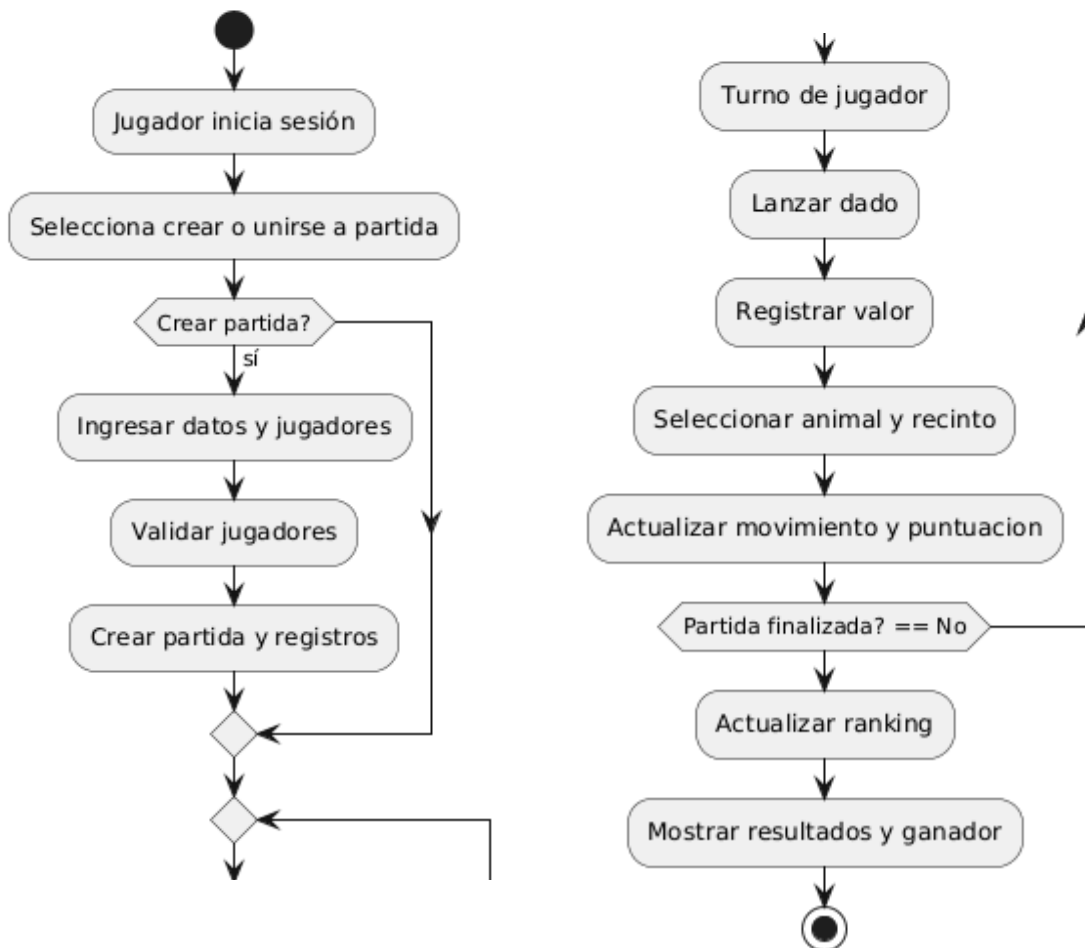 Jugador inicia sesión
Selecciona crear o unirse a partida
Crear partida?
sí
Ingresar datos y jugadores
Validar jugadores
Crear partida y registros
Turno de jugador
Lanzar dado
Registrar valor
Seleccionar animal y recinto
Actualizar movimiento y puntuacion
Partida finalizada? == No
Actualizar ranking
Mostrar resultados y ganador